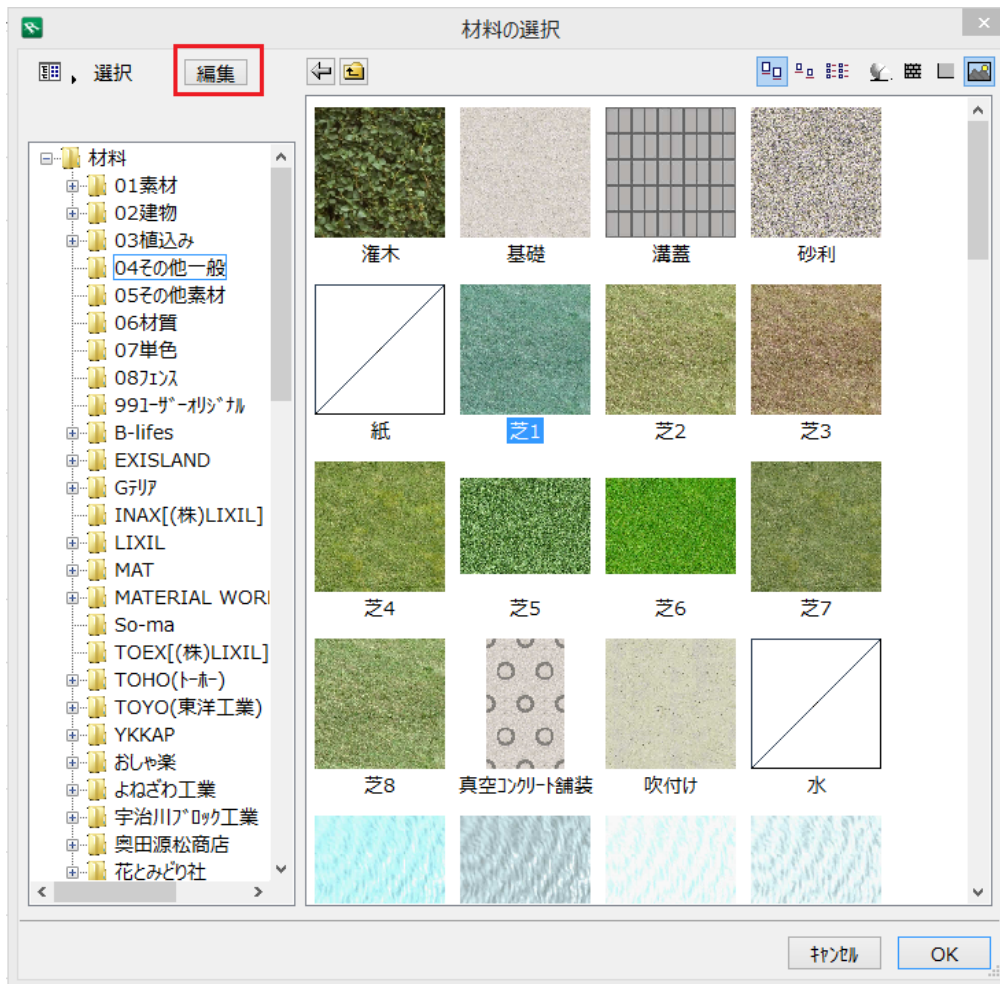 材料の選択
選択
編集
材料
01素材
02建物
03植込み
04その他一般
05その他素材
06材質
07単色
08ﾌｪﾝｽ
99ﾕｰｻﾞｰｵﾘｼﾞﾅﾙ
B-lifes
EXISLAND
Gﾃﾘｱ
INAX[(株)LIXIL]
LIXIL
MAT
MATERIAL WORI
So-ma
TOEX[(株)LIXIL]
TOHO(ﾄｰﾎｰ)
TOYO(東洋工業)
YKKAP
おしゃ楽
よねざわ工業
宇治川ﾌﾞﾛｯｸ工業
奥田源松商店
花とみどり社
潅木 基礎 溝蓋 砂利
紙 芝1 芝2 芝3
芝4 芝5 芝6 芝7
芝8 真空ｺﾝｸﾘｰﾄ舗装 吹付け 水
ｷｬﾝｾﾙ OK